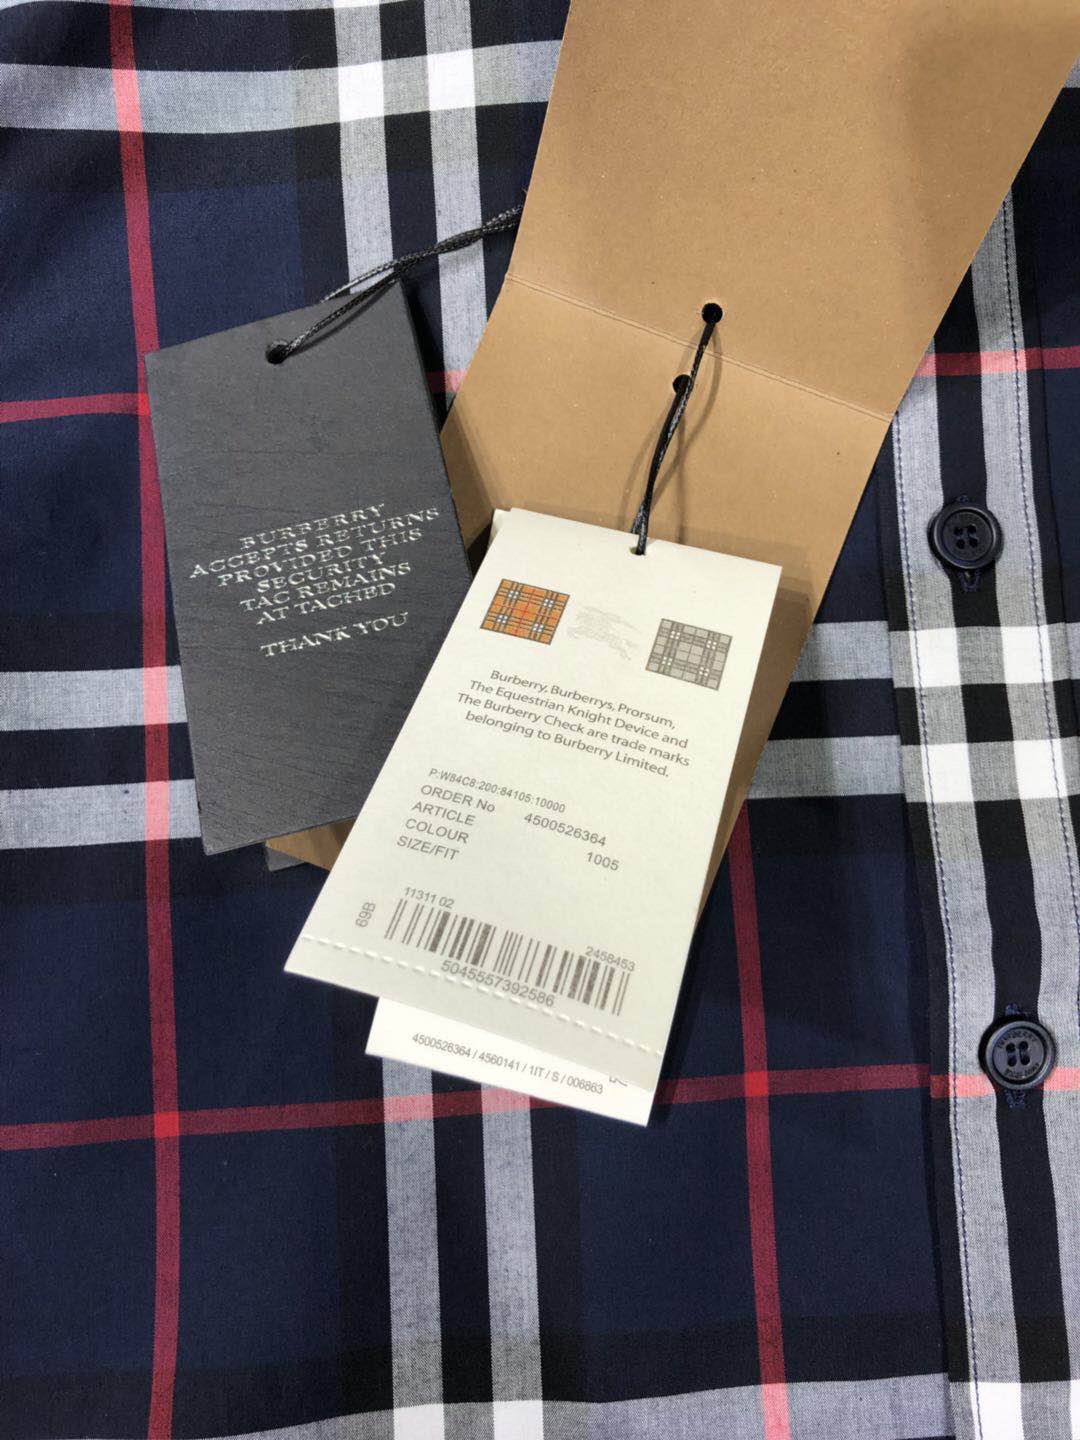 BURBERRY
ACCEPTS RETURNS
PROVIDED THIS
SECURITY
TAC REMAINS
AT TACHED
THANK YOU
Burberry, Burberrys, Prorsum,
The Equestrian Knight Device and
The Burberry Check are trade marks
belonging to Burberry Limited.
P:W84C8:200:84105:10000
ORDER No 4500526364
ARTICLE
COLOUR 1005
SIZE/FIT
69B
11311 02
2458453
5045557392586
4500526364 / 4560141 / 1IT / S / 006863